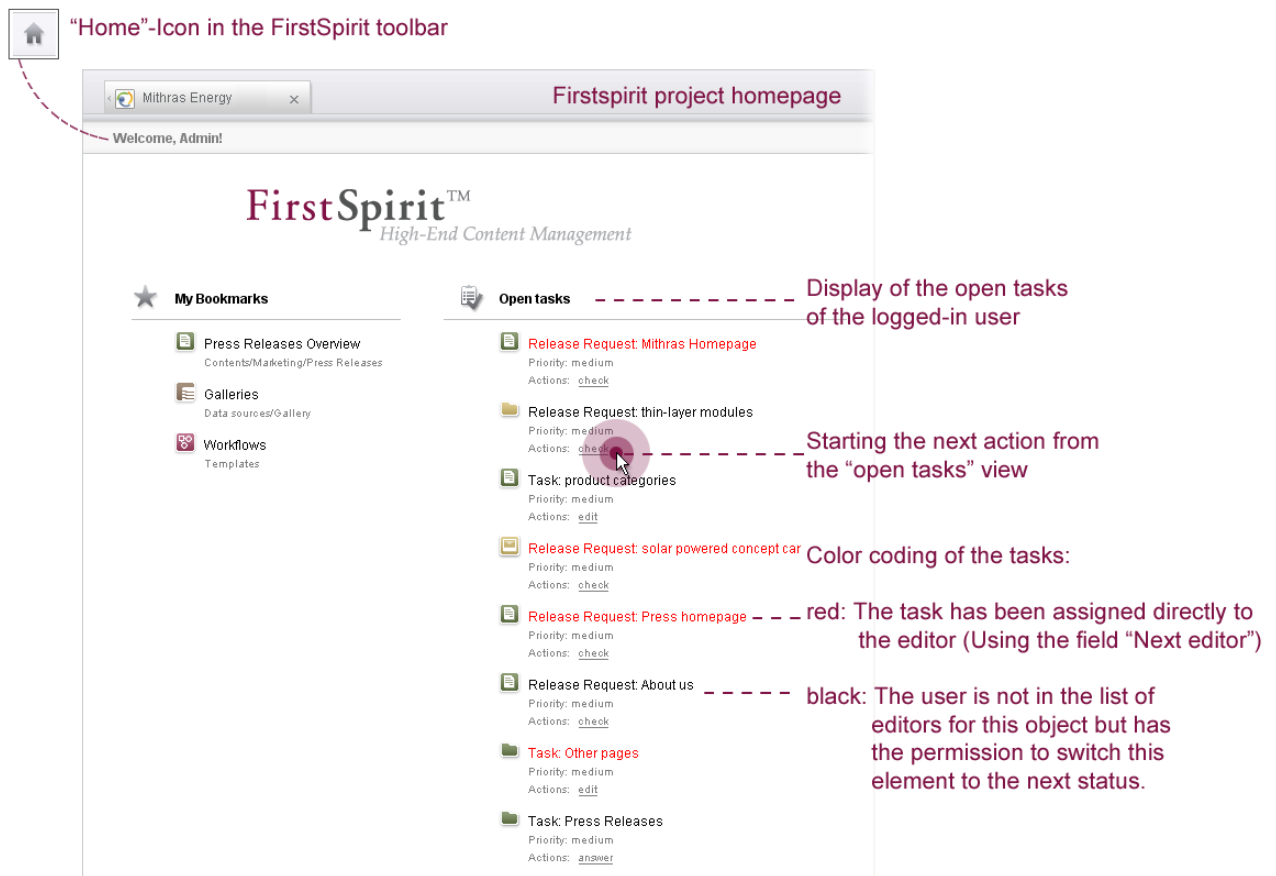 “Home”-Icon in the FirstSpirit toolbar
Mithras Energy
Firstspirit project homepage
Welcome, Admin!
FirstSpirit™
High-End Content Management
My Bookmarks
Press Releases Overview
Contents/Marketing/Press Releases
Galleries
Data sources/Gallery
Workflows
Templates
Open tasks
Display of the open tasks
of the logged-in user
Release Request: Mithras Homepage
Priority: medium
Actions: check
Release Request: thin-layer modules
Priority: medium
Actions: check
Starting the next action from
the “open tasks” view
Task: product categories
Priority: medium
Actions: edit
Release Request: solar powered concept car
Priority: medium
Actions: check
Color coding of the tasks:
Release Request: Press homepage
Priority: medium
Actions: check
red: The task has been assigned directly to
the editor (Using the field “Next editor”)
Release Request: About us
Priority: medium
Actions: check
black: The user is not in the list of
editors for this object but has
the permission to switch this
element to the next status.
Task: Other pages
Priority: medium
Actions: edit
Task: Press Releases
Priority: medium
Actions: answer